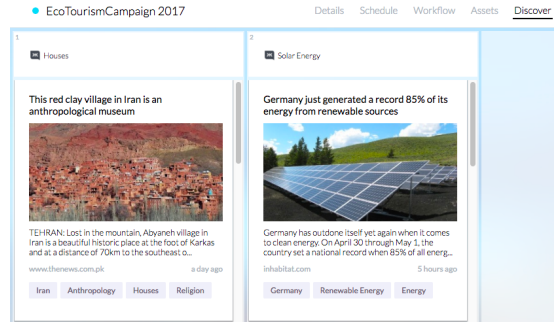 EcoTourismCampaign 2017
Details Schedule Workflow Assets Discover
1
Houses
This red clay village in Iran is an
anthropological museum
TEHRAN: Lost in the mountain, Abyaneh village in
Iran is a beautiful historic place at the foot of Karkas
and at a distance of 70km to the southeast o...
www.thenews.com.pk a day ago
Iran Anthropology Houses Religion
2
Solar Energy
Germany just generated a record 85% of its
energy from renewable sources
Germany has outdone itself yet again when it comes
to clean energy. On April 30 through May 1, the
country set a national record when 85% of all energ...
inhabitat.com 5 hours ago
Germany Renewable Energy Energy